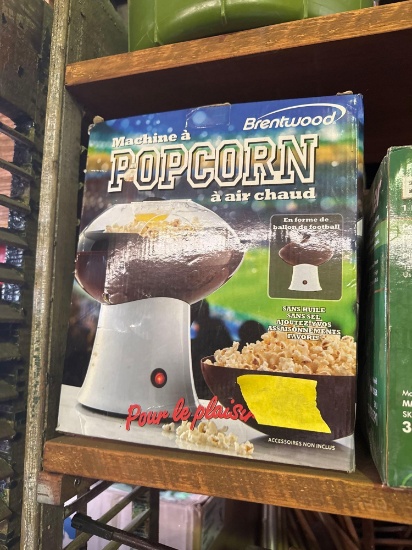 Brentwood
Machine à
POPCORN
à air chaud
En forme de
ballon de football
SANS HUILE
SANS SEL
AJOUTEZ VOS
ASSAISONNEMENTS
FAVORIS
Pour le plaisi
ACCESSOIRES NON INCLUS